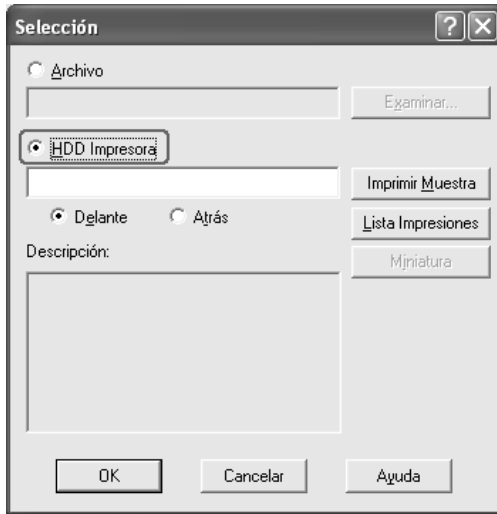 Selección
Archivo
Examinar...
HDD Impresora
Imprimir Muestra
Delante Atrás
Lista Impresiones
Descripción:
Miniatura
OK Cancelar Ayuda